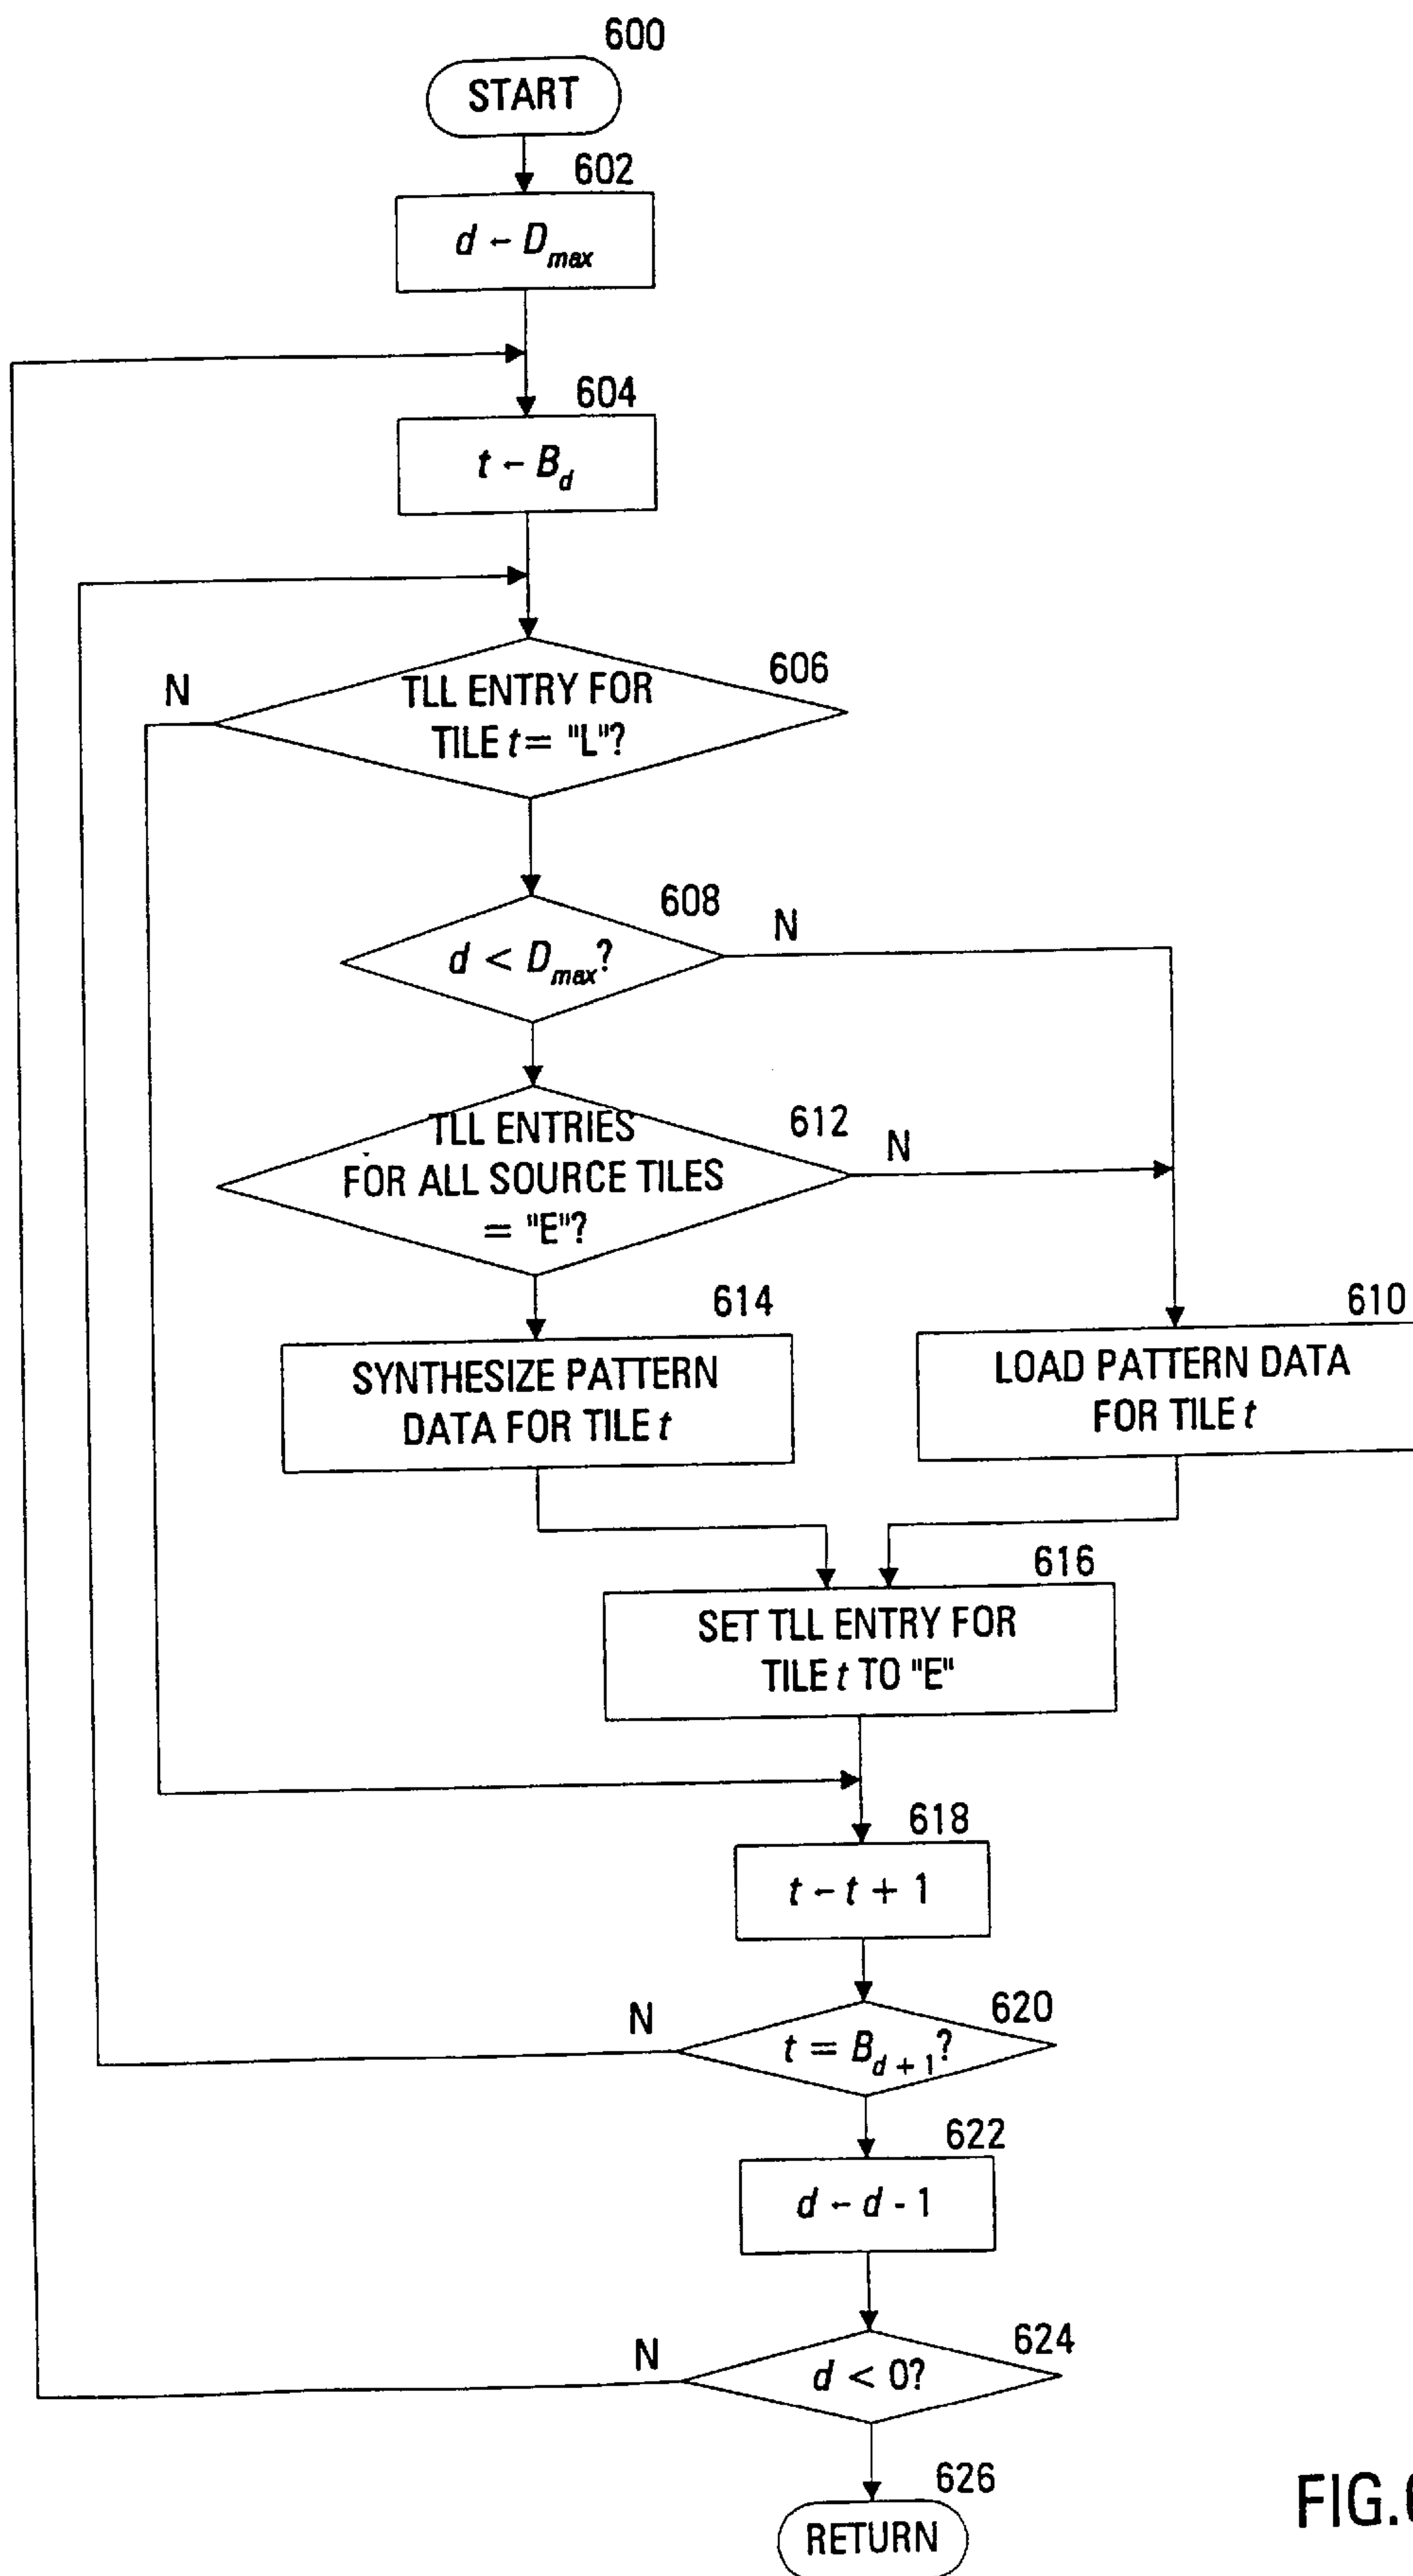 600
START
602
d ← D_max
604
t ← B_d
606
N
TLL ENTRY FOR
TILE t = "L"?
608
N
d < D_max?
612
N
TLL ENTRIES
FOR ALL SOURCE TILES
= "E"?
614
SYNTHESIZE PATTERN
DATA FOR TILE t
610
LOAD PATTERN DATA
FOR TILE t
616
SET TLL ENTRY FOR
TILE t TO "E"
618
t ← t + 1
620
N
t = B_d + 1?
622
d ← d - 1
624
N
d < 0?
626
RETURN